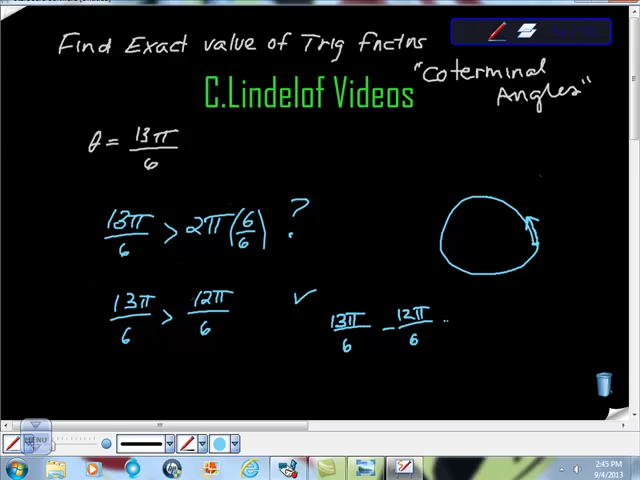 Find Exact value of Trig Fnctns
"Coterminal
Angles"
C.Lindelof Videos
θ = 13π/6
13π/6 > 2π(6/6) ?
13π/6 > 12π/6 ✓
13π/6 - 12π/6
MENU
2:45 PM
9/4/2013